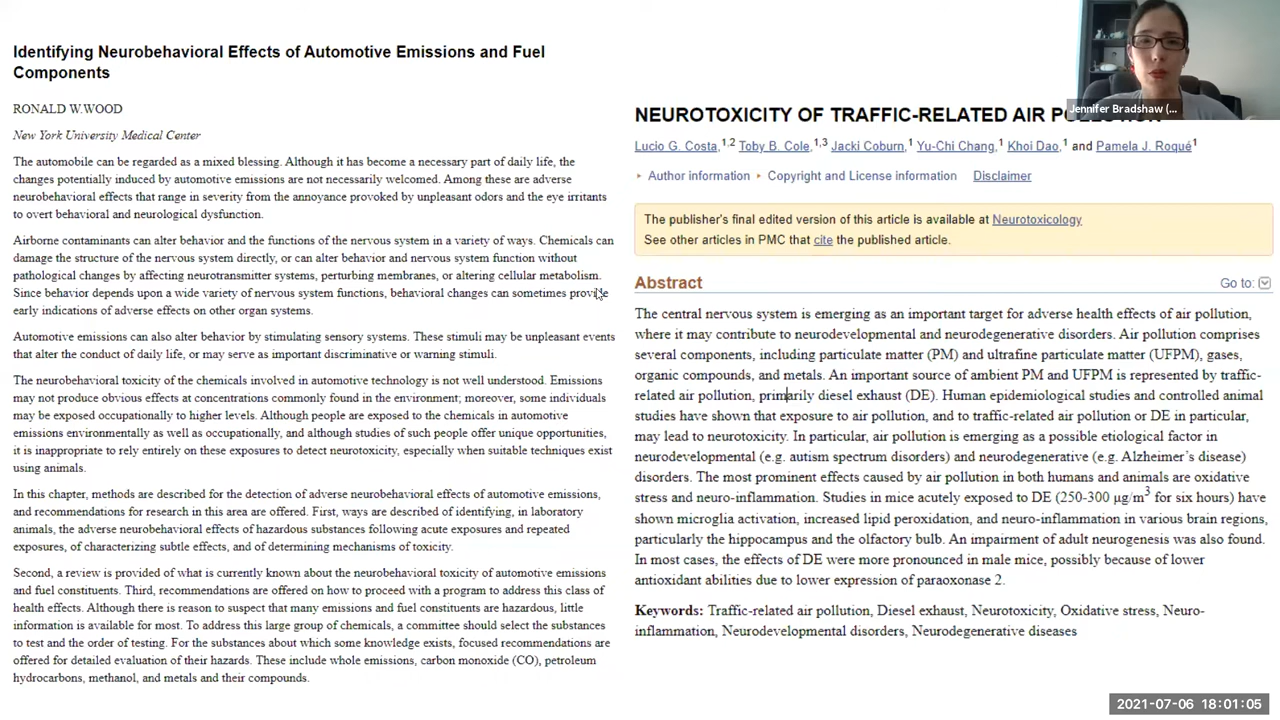 Identifying Neurobehavioral Effects of Automotive Emissions and Fuel
Components
RONALD W.WOOD
New York University Medical Center
The automobile can be regarded as a mixed blessing. Although it has become a necessary part of daily life, the
changes potentially induced by automotive emissions are not necessarily welcomed. Among these are adverse
neurobehavioral effects that range in severity from the annoyance provoked by unpleasant odors and the eye irritants
to overt behavioral and neurological dysfunction.
Airborne contaminants can alter behavior and the functions of the nervous system in a variety of ways. Chemicals can
damage the structure of the nervous system directly, or can alter behavior and nervous system function without
pathological changes by affecting neurotransmitter systems, perturbing membranes, or altering cellular metabolism.
Since behavior depends upon a wide variety of nervous system functions, behavioral changes can sometimes provide
early indications of adverse effects on other organ systems.
Automotive emissions can also alter behavior by stimulating sensory systems. These stimuli may be unpleasant events
that alter the conduct of daily life, or may serve as important discriminative or warning stimuli.
The neurobehavioral toxicity of the chemicals involved in automotive technology is not well understood. Emissions
may not produce obvious effects at concentrations commonly found in the environment; moreover, some individuals
may be exposed occupationally to higher levels. Although people are exposed to the chemicals in automotive
emissions environmentally as well as occupationally, and although studies of such people offer unique opportunities,
it is inappropriate to rely entirely on these exposures to detect neurotoxicity, especially when suitable techniques exist
using animals.
In this chapter, methods are described for the detection of adverse neurobehavioral effects of automotive emissions,
and recommendations for research in this area are offered. First, ways are described of identifying, in laboratory
animals, the adverse neurobehavioral effects of hazardous substances following acute exposures and repeated
exposures, of characterizing subtle effects, and of determining mechanisms of toxicity.
Second, a review is provided of what is currently known about the neurobehavioral toxicity of automotive emissions
and fuel constituents. Third, recommendations are offered on how to proceed with a program to address this class of
health effects. Although there is reason to suspect that many emissions and fuel constituents are hazardous, little
information is available for most. To address this large group of chemicals, a committee should select the substances
to test and the order of testing. For the substances about which some knowledge exists, focused recommendations are
offered for detailed evaluation of their hazards. These include whole emissions, carbon monoxide (CO), petroleum
hydrocarbons, methanol, and metals and their compounds.
Jennifer Bradshaw (...
NEUROTOXICITY OF TRAFFIC-RELATED AIR POLLUTION
Lucio G. Costa,1,2 Toby B. Cole,1,3 Jacki Coburn,1 Yu-Chi Chang,1 Khoi Dao,1 and Pamela J. Roqué1
▸ Author information ▸ Copyright and License information Disclaimer
The publisher's final edited version of this article is available at Neurotoxicology
See other articles in PMC that cite the published article.
Abstract Go to:
The central nervous system is emerging as an important target for adverse health effects of air pollution,
where it may contribute to neurodevelopmental and neurodegenerative disorders. Air pollution comprises
several components, including particulate matter (PM) and ultrafine particulate matter (UFPM), gases,
organic compounds, and metals. An important source of ambient PM and UFPM is represented by traffic-
related air pollution, primarily diesel exhaust (DE). Human epidemiological studies and controlled animal
studies have shown that exposure to air pollution, and to traffic-related air pollution or DE in particular,
may lead to neurotoxicity. In particular, air pollution is emerging as a possible etiological factor in
neurodevelopmental (e.g. autism spectrum disorders) and neurodegenerative (e.g. Alzheimer's disease)
disorders. The most prominent effects caused by air pollution in both humans and animals are oxidative
stress and neuro-inflammation. Studies in mice acutely exposed to DE (250-300 μg/m3 for six hours) have
shown microglia activation, increased lipid peroxidation, and neuro-inflammation in various brain regions,
particularly the hippocampus and the olfactory bulb. An impairment of adult neurogenesis was also found.
In most cases, the effects of DE were more pronounced in male mice, possibly because of lower
antioxidant abilities due to lower expression of paraoxonase 2.
Keywords: Traffic-related air pollution, Diesel exhaust, Neurotoxicity, Oxidative stress, Neuro-
inflammation, Neurodevelopmental disorders, Neurodegenerative diseases
2021-07-06 18:01:05